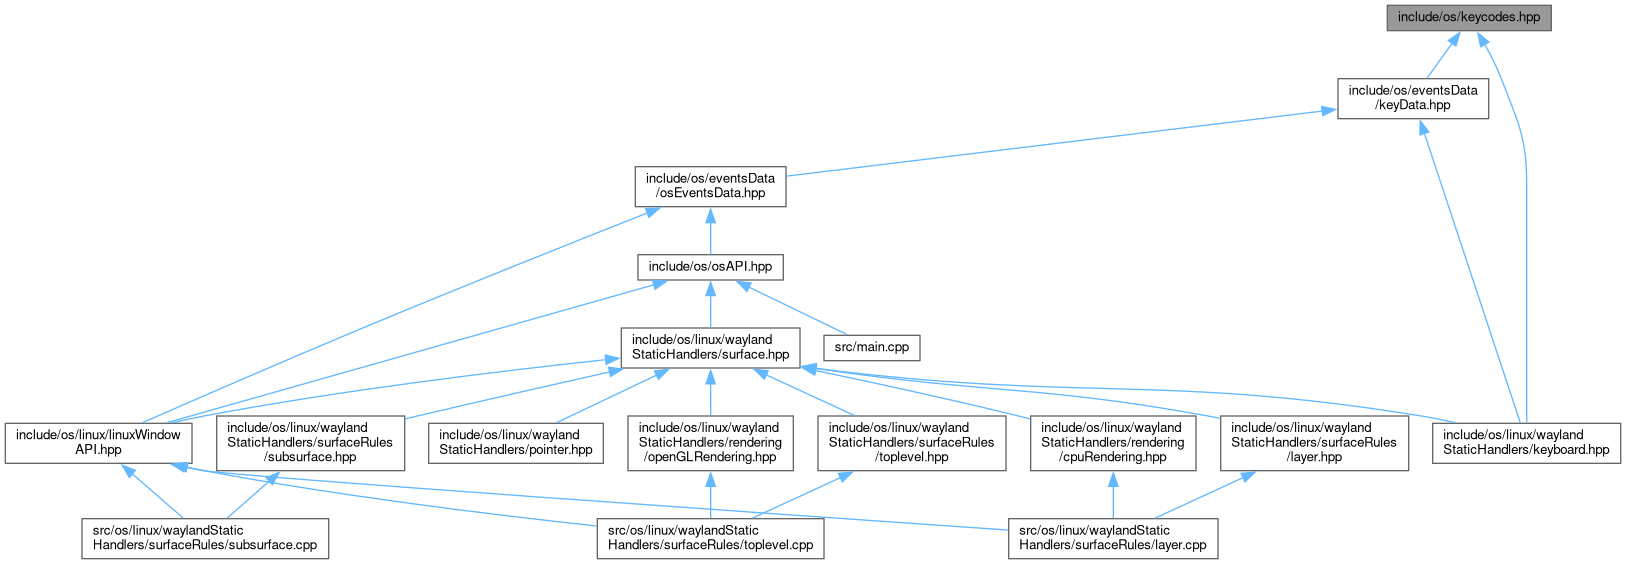 include/os/keycodes.hpp
include/os/eventsData
/keyData.hpp
include/os/eventsData
/osEventsData.hpp
include/os/osAPI.hpp
include/os/linux/wayland
StaticHandlers/surface.hpp
src/main.cpp
include/os/linux/linuxWindow
API.hpp
include/os/linux/wayland
StaticHandlers/surfaceRules
/subsurface.hpp
include/os/linux/wayland
StaticHandlers/pointer.hpp
include/os/linux/wayland
StaticHandlers/rendering
/openGLRendering.hpp
include/os/linux/wayland
StaticHandlers/surfaceRules
/toplevel.hpp
include/os/linux/wayland
StaticHandlers/rendering
/cpuRendering.hpp
include/os/linux/wayland
StaticHandlers/surfaceRules
/layer.hpp
include/os/linux/wayland
StaticHandlers/keyboard.hpp
src/os/linux/waylandStatic
Handlers/surfaceRules/subsurface.cpp
src/os/linux/waylandStatic
Handlers/surfaceRules/toplevel.cpp
src/os/linux/waylandStatic
Handlers/surfaceRules/layer.cpp